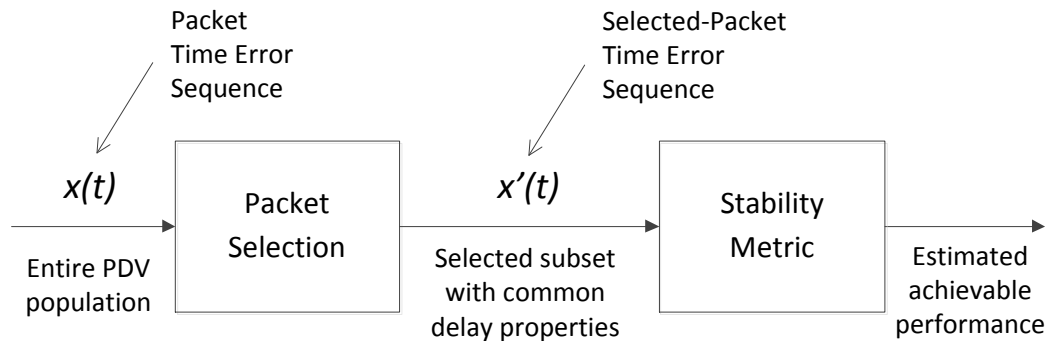 Packet
Time Error
Sequence
Selected-Packet
Time Error
Sequence
x(t)
Packet
Selection
x’(t)
Stability
Metric
Entire PDV
population
Selected subset
with common
delay properties
Estimated
achievable
performance